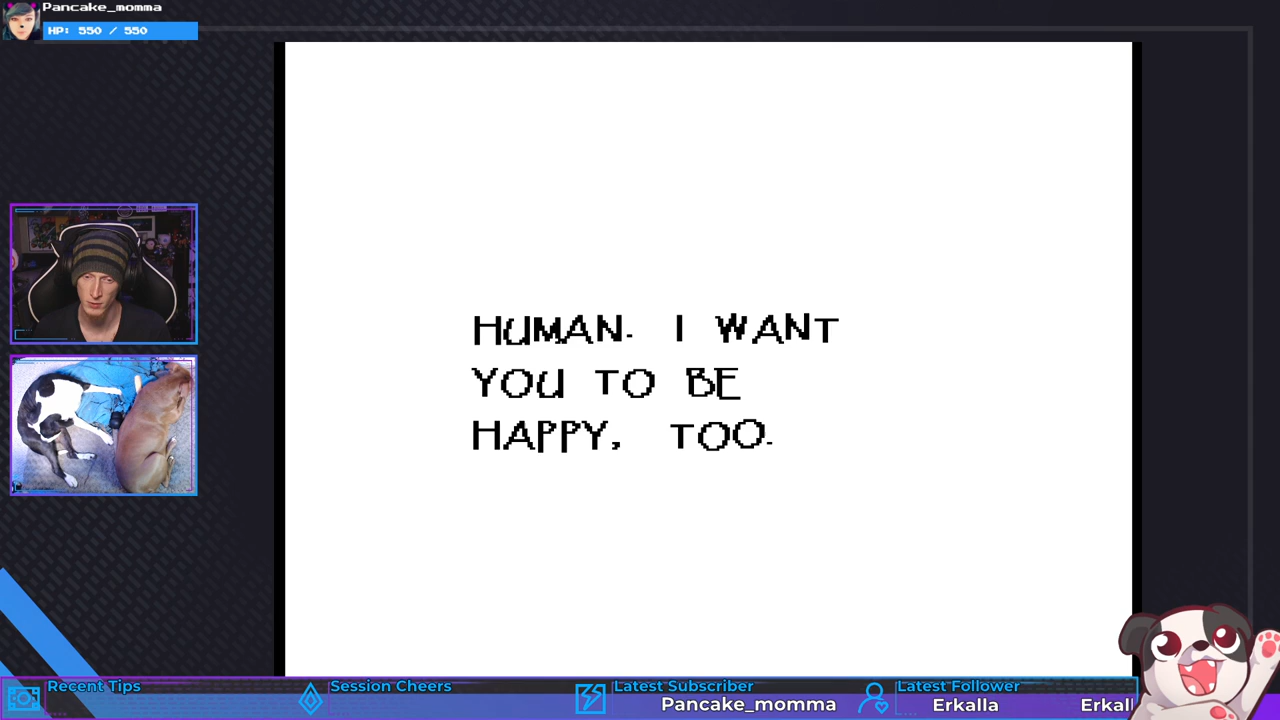 Pancake_momma
HP: 550 / 550
HUMAN. I WANT
YOU TO BE
HAPPY, TOO.
Recent Tips
Session Cheers
Latest Subscriber
Pancake_momma
Latest Follower
Erkalla
Erkall